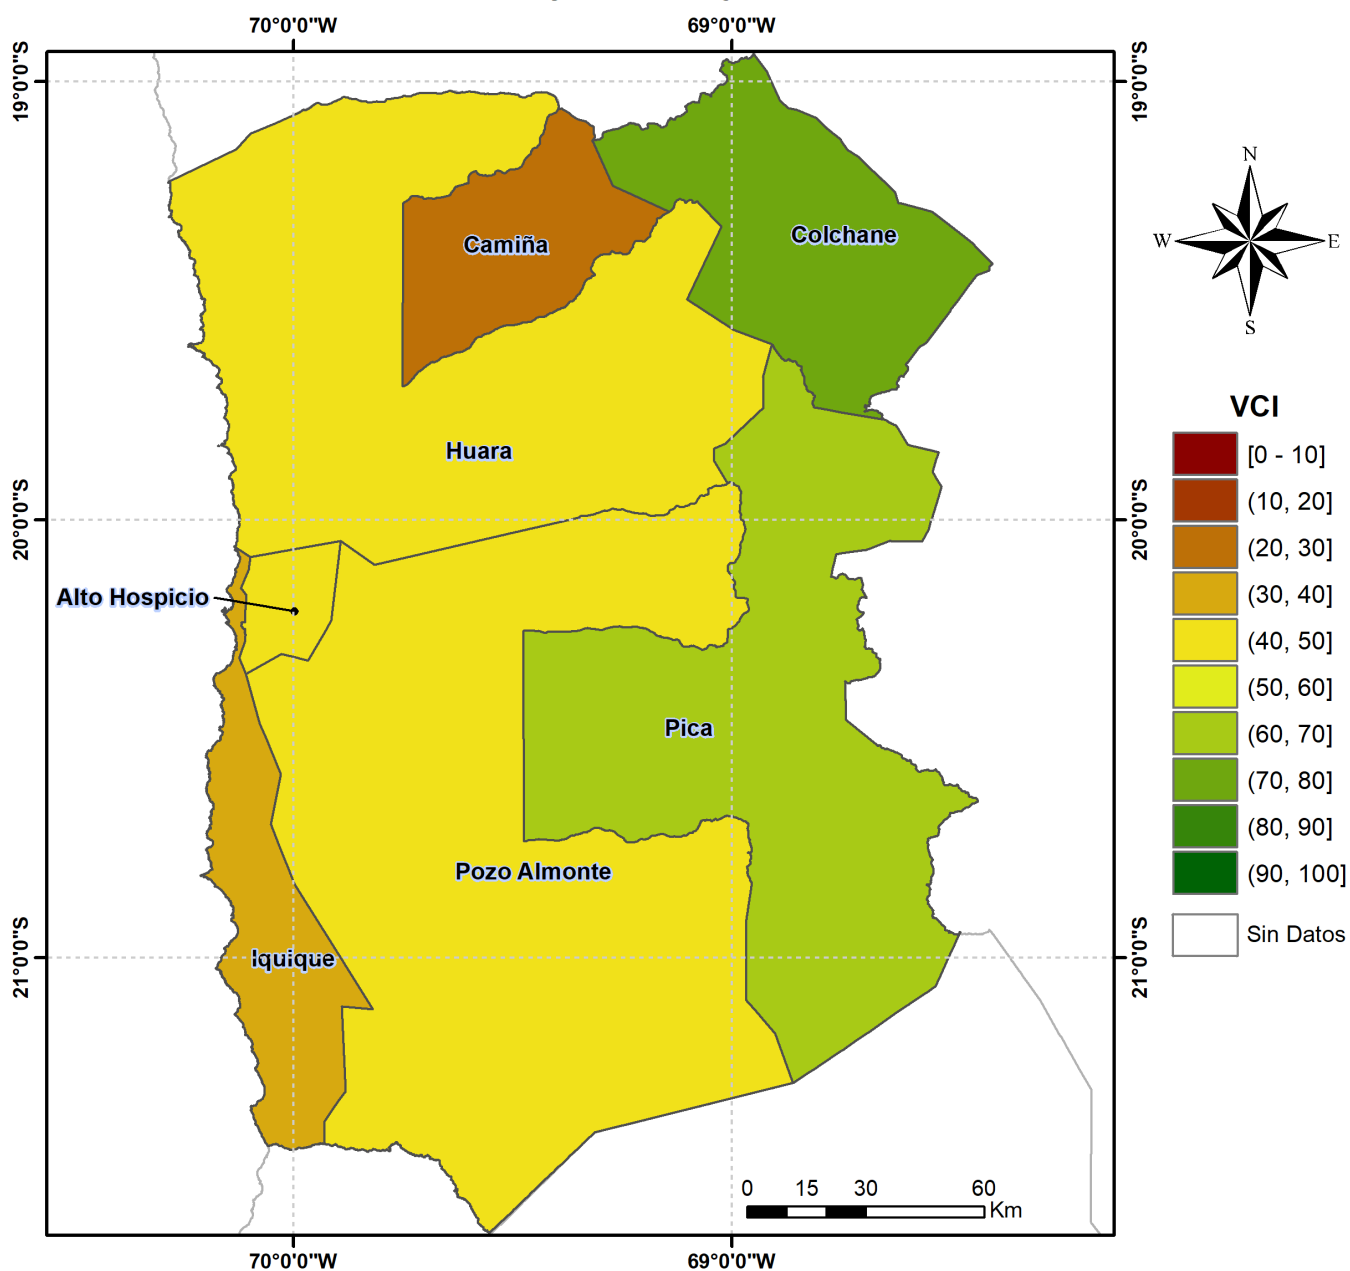 70°0'0"W
69°0'0"W
19°0'0"S
19°0'0"S
N
W
E
S
Camiña
Colchane
VCI
[0 - 10]
(10, 20]
(20, 30]
(30, 40]
(40, 50]
(50, 60]
(60, 70]
(70, 80]
(80, 90]
(90, 100]
Sin Datos
Huara
20°0'0"S
20°0'0"S
Alto Hospicio
Pica
Pozo Almonte
Iquique
21°0'0"S
21°0'0"S
0 15 30 60
Km
70°0'0"W
69°0'0"W